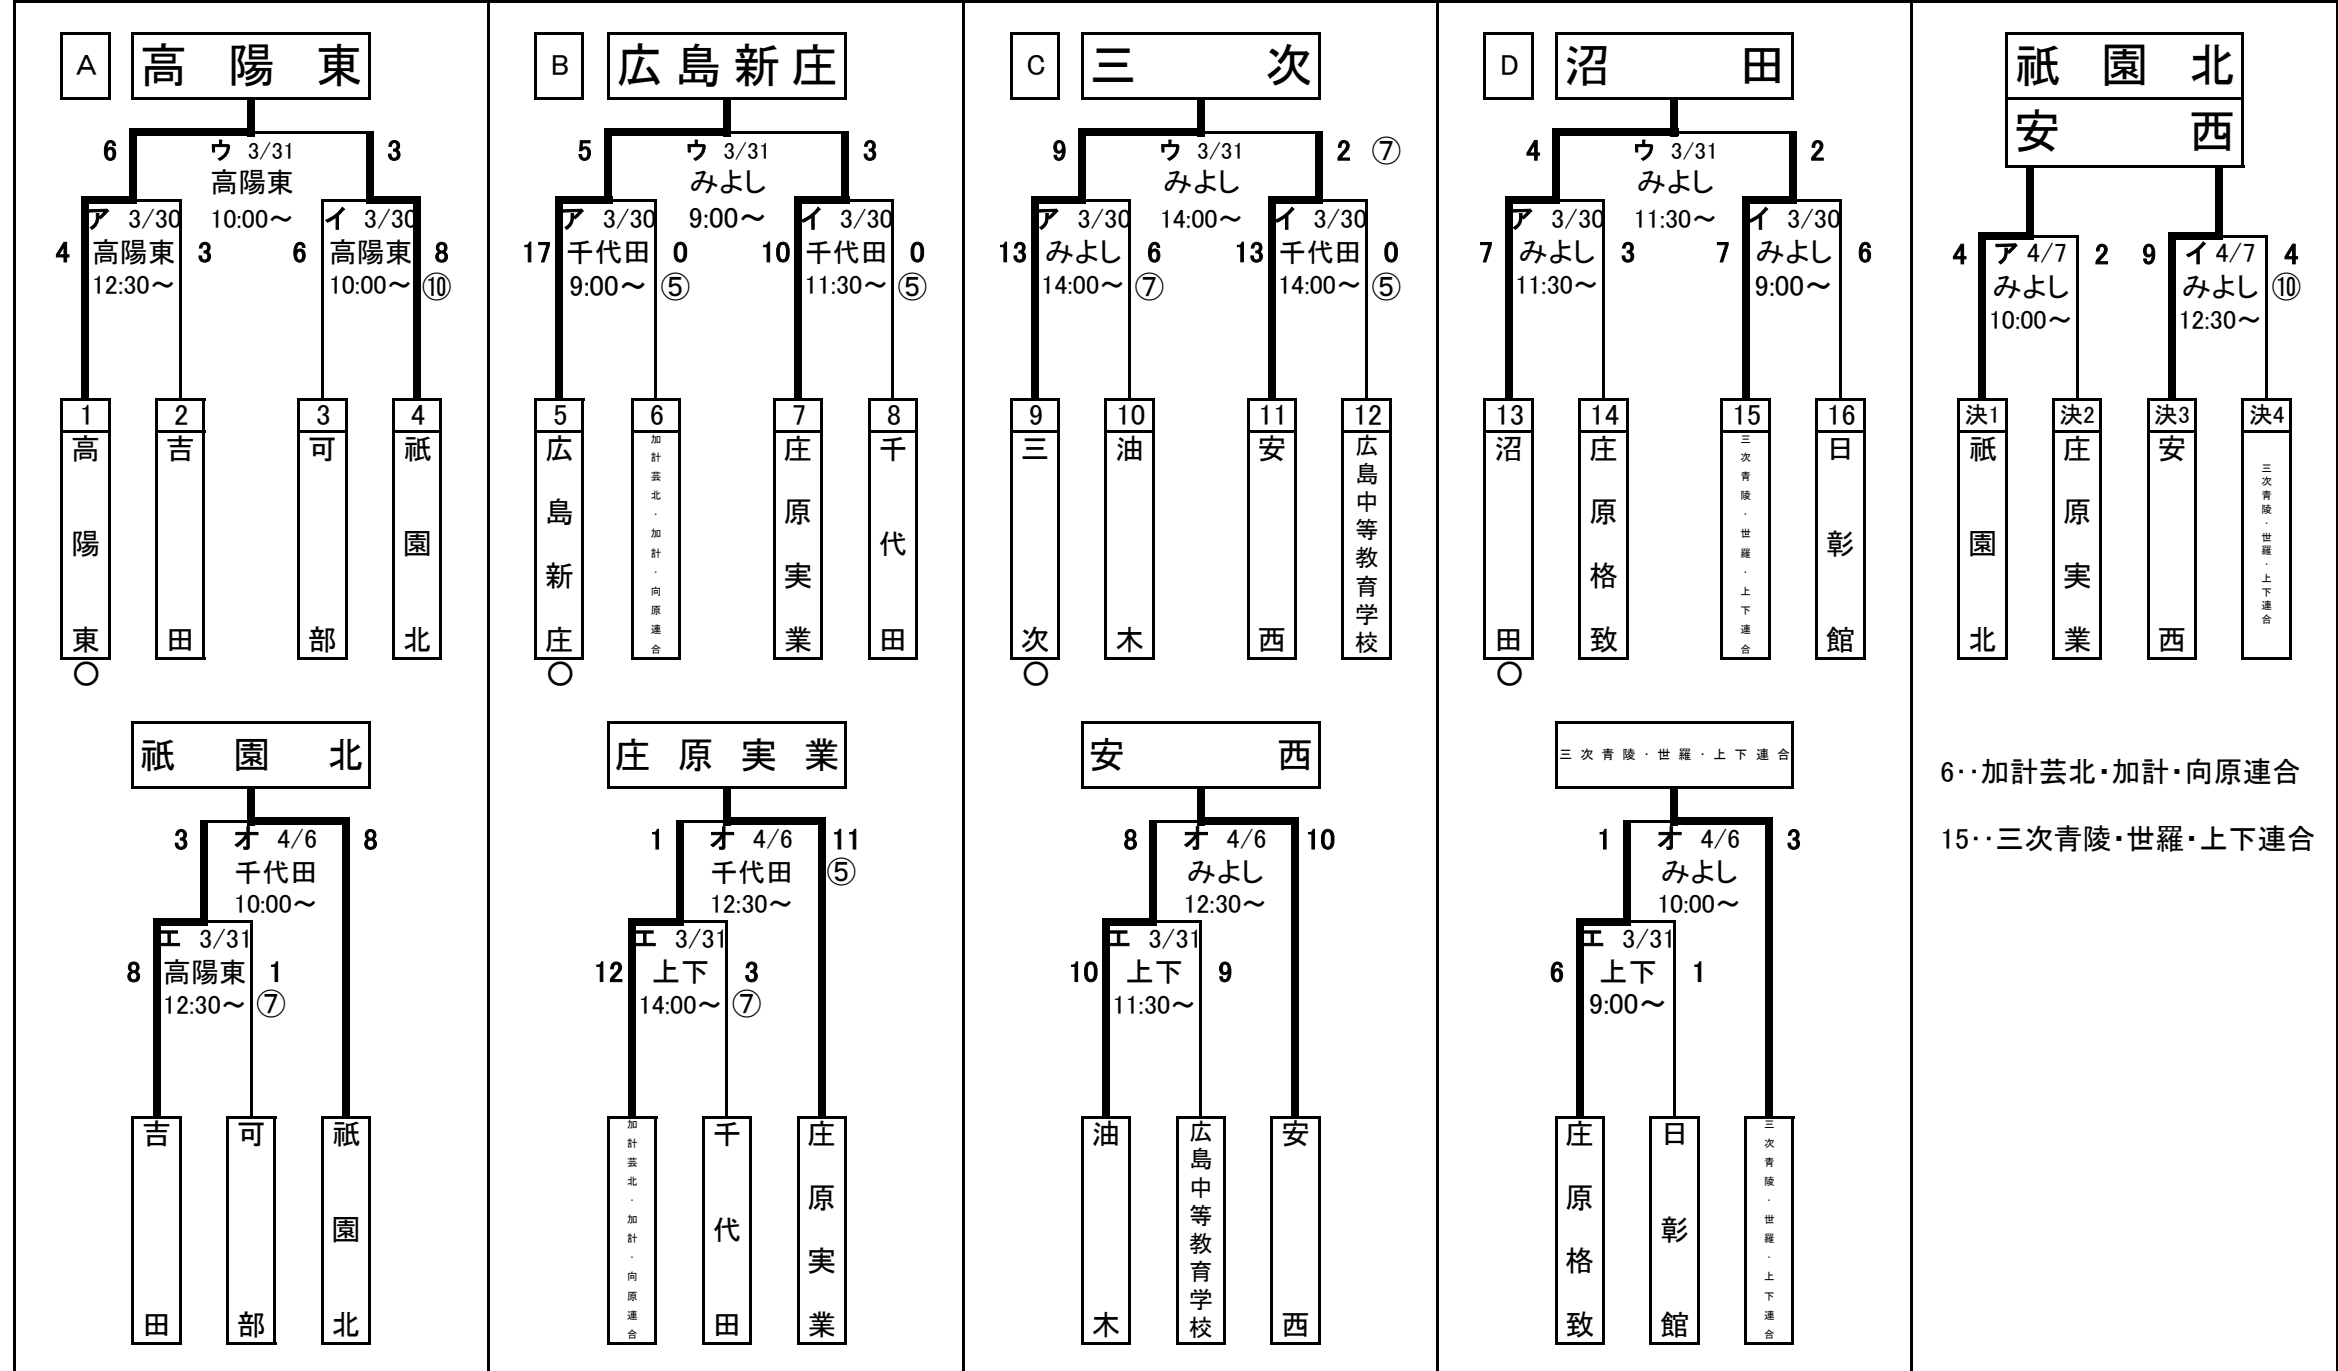 A 高陽東
6 ウ 3/31 3
高陽東
10:00～
ア 3/30 イ 3/30
4 高陽東 3 6 高陽東 8
12:30～ 10:00～ ⑩
1 2 3 4
高陽東
吉田
可部
祇園北
○
祇園北
3 オ 4/6 8
千代田
10:00～
エ 3/31
8 高陽東 1
12:30～ ⑦
吉田
可部
祇園北
B 広島新庄
5 ウ 3/31 3
みよし
9:00～
ア 3/30 イ 3/30
17 千代田 0 10 千代田 0
9:00～ ⑤ 11:30～ ⑤
5 6 7 8
広島新庄
加計芸北・加計・向原連合
庄原実業
千代田
○
庄原実業
1 オ 4/6 11
千代田 ⑤
12:30～
エ 3/31
12 上下 3
14:00～ ⑦
加計芸北・加計・向原連合
千代田
庄原実業
C 三次
9 ウ 3/31 2 ⑦
みよし
14:00～
ア 3/30 イ 3/30
13 みよし 6 13 千代田 0
14:00～ ⑦ 14:00～ ⑤
9 10 11 12
三次
油木
安西
広島中等教育学校
○
安西
8 オ 4/6 10
みよし
12:30～
エ 3/31
10 上下 9
11:30～
油木
広島中等教育学校
安西
D 沼田
4 ウ 3/31 2
みよし
11:30～
ア 3/30 イ 3/30
7 みよし 3 7 みよし 6
11:30～ 9:00～
13 14 15 16
沼田
庄原格致
三次青陵・世羅・上下連合
日彰館
○
三次青陵・世羅・上下連合
1 オ 4/6 3
みよし
10:00～
エ 3/31
6 上下 1
9:00～
庄原格致
日彰館
三次青陵・世羅・上下連合
祇園北
安西
4 ア 4/7 2 9 イ 4/7 4
みよし みよし ⑩
10:00～ 12:30～
決1 決2 決3 決4
祇園北
庄原実業
安西
三次青陵・世羅・上下連合
6‥加計芸北・加計・向原連合
15‥三次青陵・世羅・上下連合